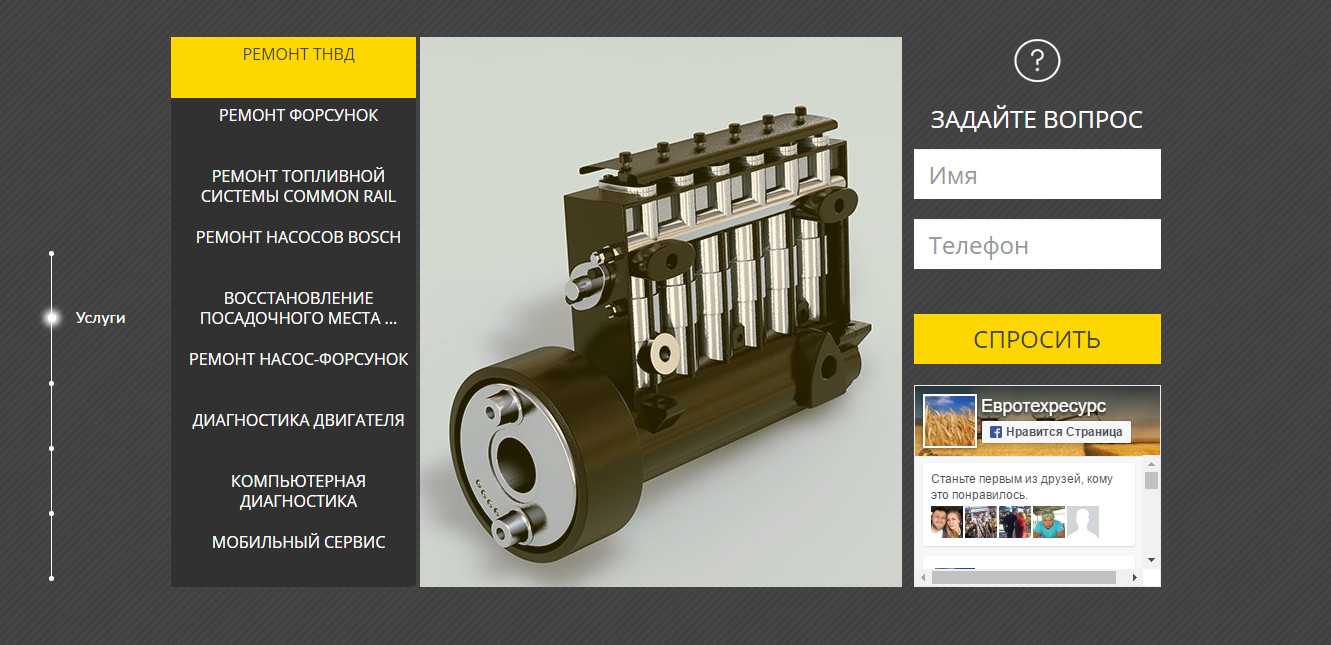 Услуги
РЕМОНТ ТНВД
РЕМОНТ ФОРСУНОК
РЕМОНТ ТОПЛИВНОЙ
СИСТЕМЫ COMMON RAIL
РЕМОНТ НАСОСОВ BOSCH
ВОССТАНОВЛЕНИЕ
ПОСАДОЧНОГО МЕСТА ...
РЕМОНТ НАСОС-ФОРСУНОК
ДИАГНОСТИКА ДВИГАТЕЛЯ
КОМПЬЮТЕРНАЯ
ДИАГНОСТИКА
МОБИЛЬНЫЙ СЕРВИС
?
ЗАДАЙТЕ ВОПРОС
Имя
Телефон
СПРОСИТЬ
Евротехресурс
Нравится Страница
Станьте первым из друзей, кому
это понравилось.